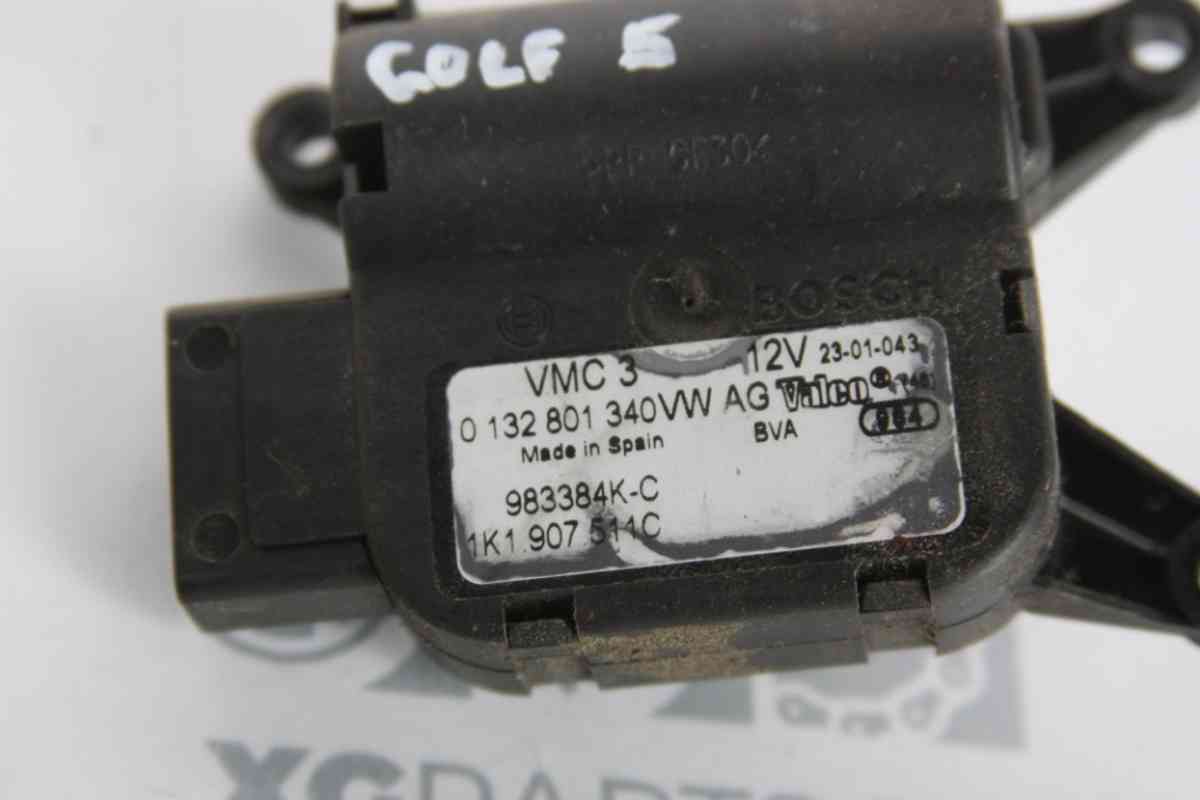 GOLF 5
BOSCH
VMC 3 12V 23-01-043
0 132 801 340 VW AG Valeo®
Made in Spain BVA
983384K-C
1K1.907 511C
XGPARTS